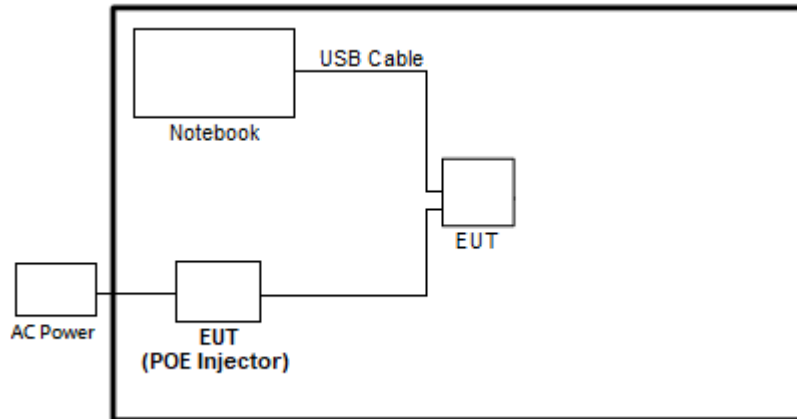 USB Cable
Notebook
EUT
AC Power
EUT
(POE Injector)